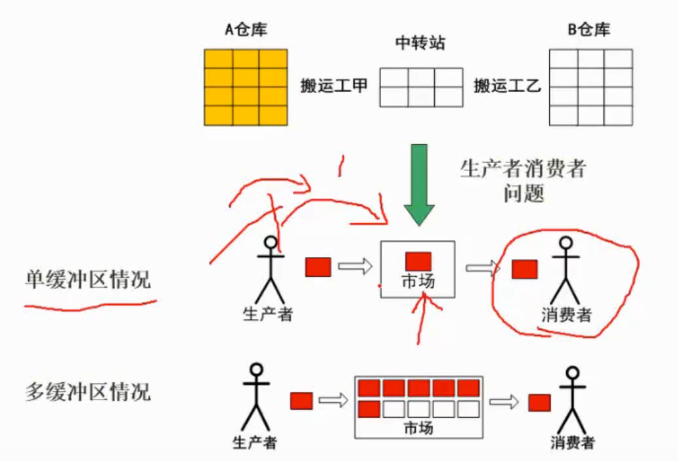 A仓库
中转站
B仓库
搬运工甲
搬运工乙
生产者消费者
问题
单缓冲区情况
市场
生产者
消费者
多缓冲区情况
市场
生产者
消费者